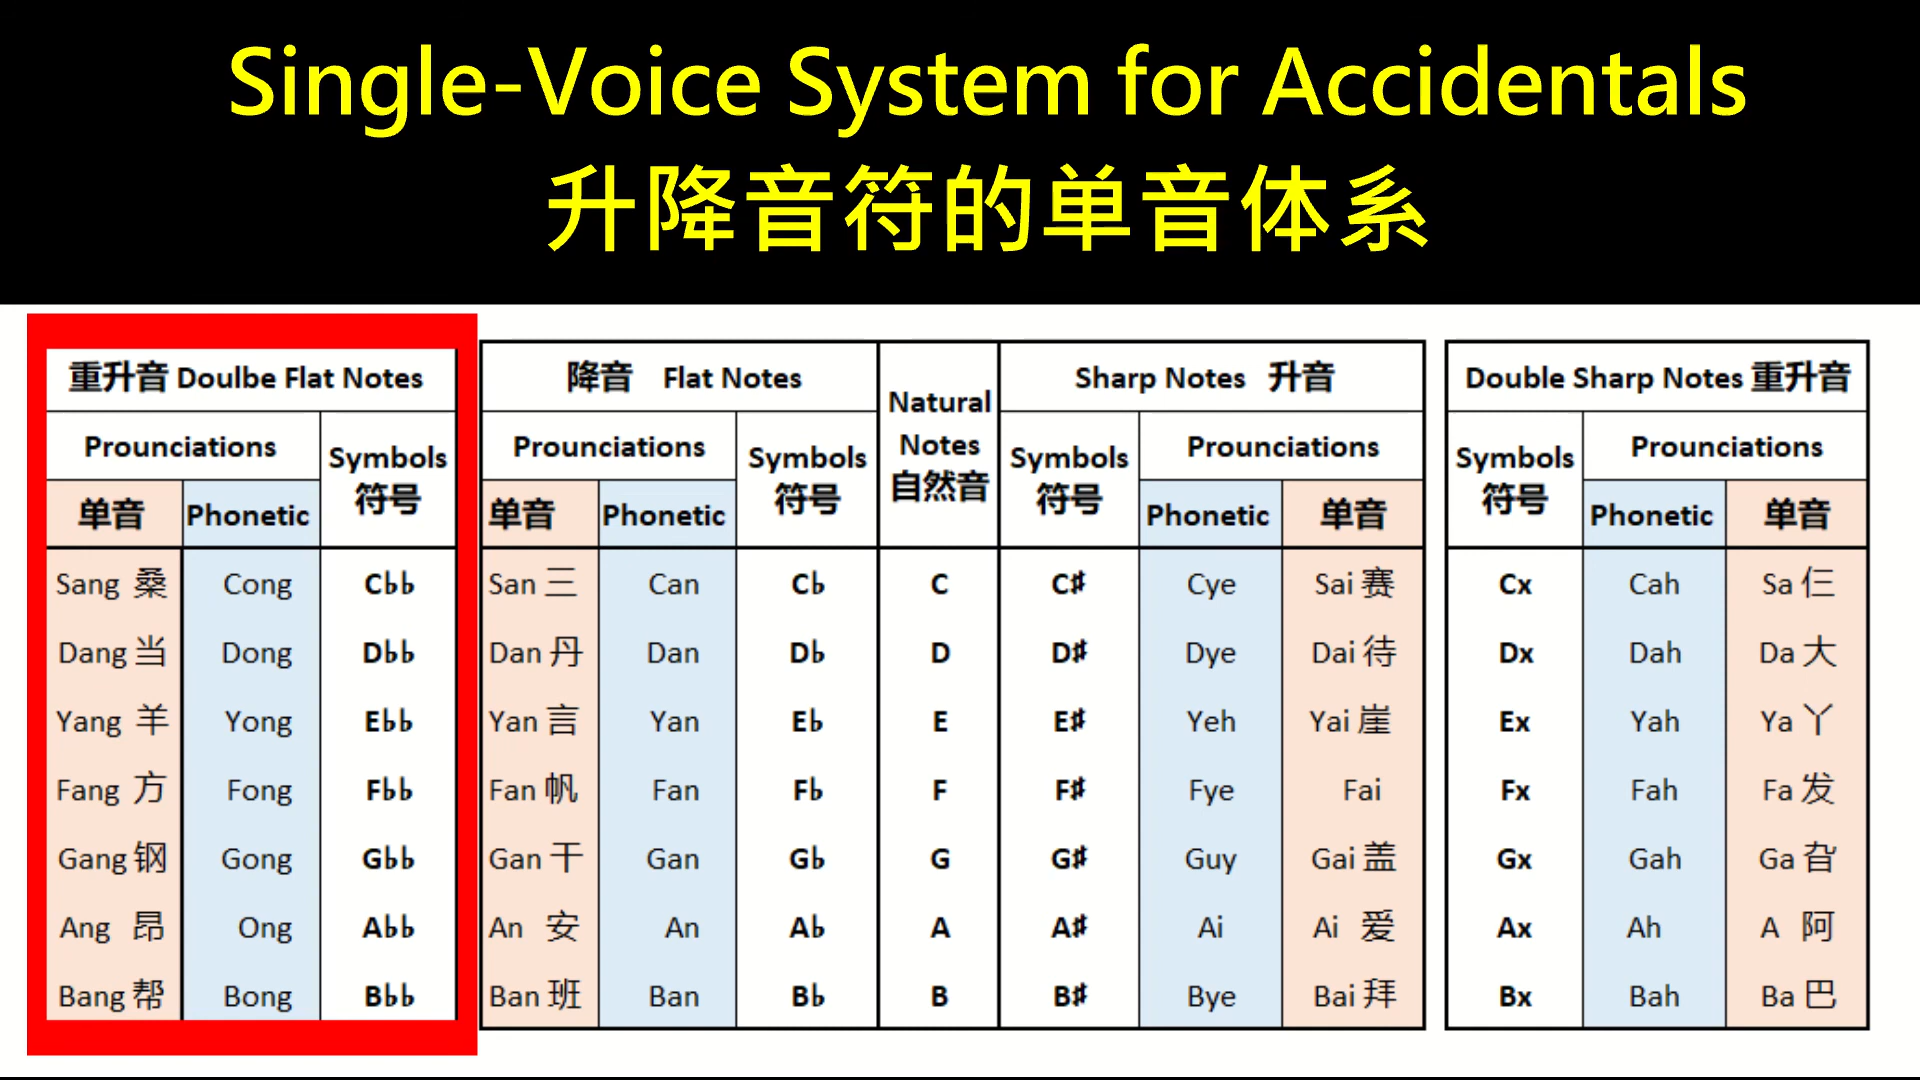 Single-Voice System for Accidentals
升降音符的单音体系
重升音 Doulbe Flat Notes
Prounciations
Symbols
符号
单音 Phonetic
Sang 桑 Cong C♭♭
Dang 当 Dong D♭♭
Yang 羊 Yong E♭♭
Fang 方 Fong F♭♭
Gang 钢 Gong G♭♭
Ang 昂 Ong A♭♭
Bang 帮 Bong B♭♭
降音 Flat Notes
Prounciations
Symbols
符号
单音 Phonetic
San 三 Can C♭
Dan 丹 Dan D♭
Yan 言 Yan E♭
Fan 帆 Fan F♭
Gan 干 Gan G♭
An 安 An A♭
Ban 班 Ban B♭
Natural
Notes
自然音
C
D
E
F
G
A
B
Sharp Notes 升音
Symbols
符号
Prounciations
Phonetic 单音
C♯ Cye Sai 赛
D♯ Dye Dai 待
E♯ Yeh Yai 崖
F♯ Fye Fai
G♯ Guy Gai 盖
A♯ Ai Ai 爱
B♯ Bye Bai 拜
Double Sharp Notes 重升音
Symbols
符号
Prounciations
Phonetic 单音
Cx Cah Sa 仨
Dx Dah Da 大
Ex Yah Ya 丫
Fx Fah Fa 发
Gx Gah Ga 旮
Ax Ah A 阿
Bx Bah Ba 巴